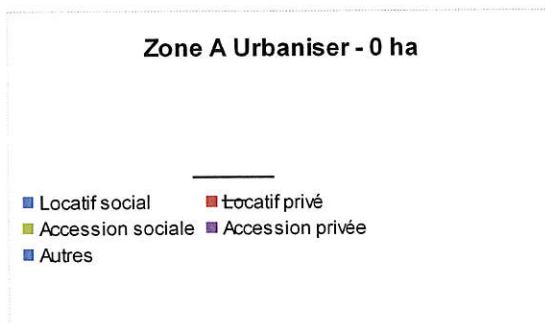 Zone A Urbaniser - 0 ha
Locatif social Locatif privé
Accession sociale Accession privée
Autres